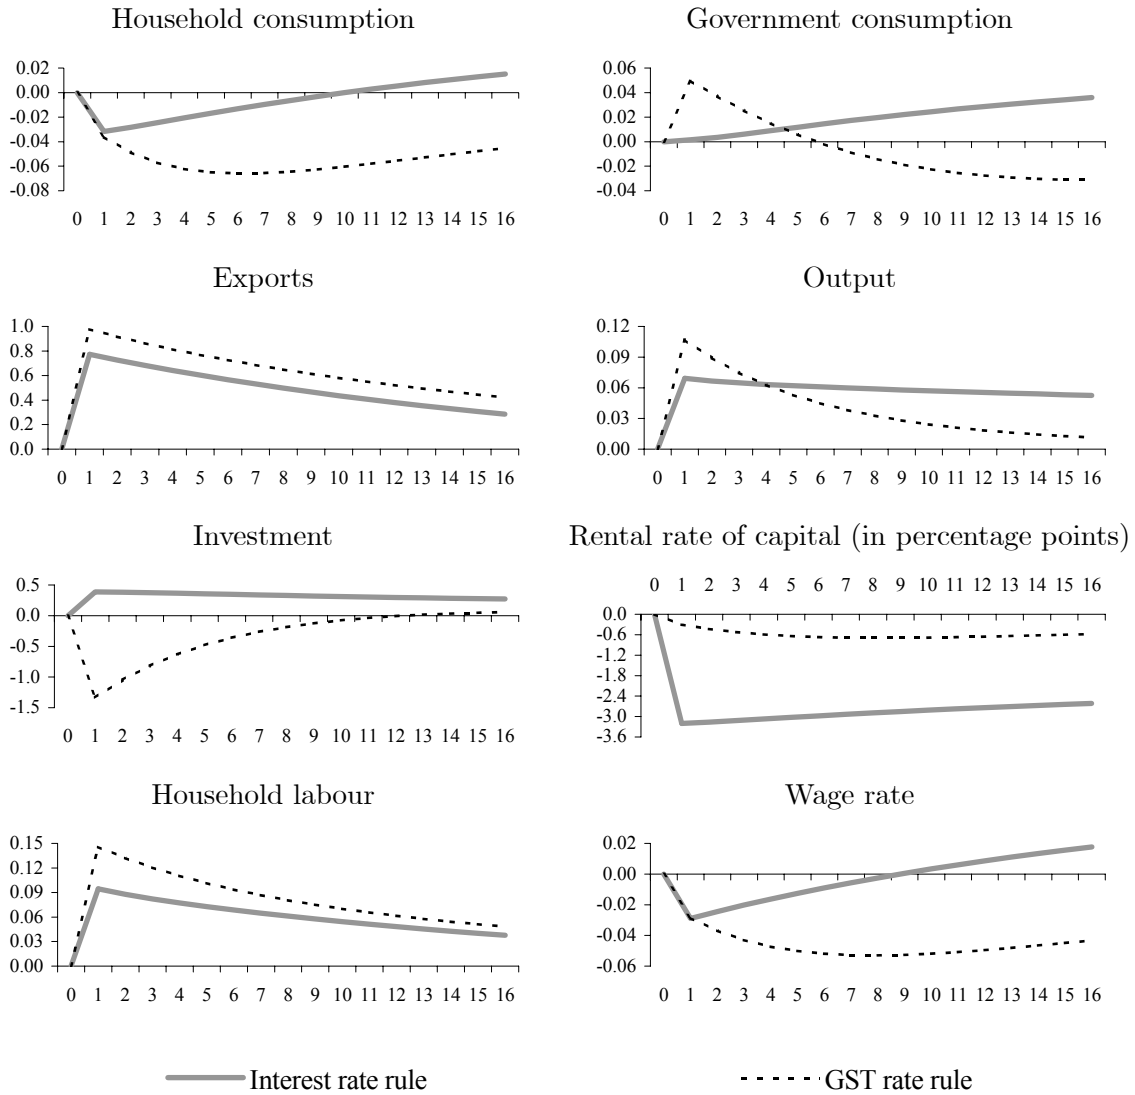 Household consumption
0.02
0.00
-0.02
-0.04
-0.06
-0.08
0 1 2 3 4 5 6 7 8 9 10 11 12 13 14 15 16
Government consumption
0.06
0.04
0.02
0.00
-0.02
-0.04
0 1 2 3 4 5 6 7 8 9 10 11 12 13 14 15 16
Exports
1.0
0.8
0.6
0.4
0.2
0.0
0 1 2 3 4 5 6 7 8 9 10 11 12 13 14 15 16
Output
0.12
0.09
0.06
0.03
0.00
0 1 2 3 4 5 6 7 8 9 10 11 12 13 14 15 16
Investment
0.5
0.0
-0.5
-1.0
-1.5
0 1 2 3 4 5 6 7 8 9 10 11 12 13 14 15 16
Rental rate of capital (in percentage points)
0 1 2 3 4 5 6 7 8 9 10 11 12 13 14 15 16
0.0
-0.6
-1.2
-1.8
-2.4
-3.0
-3.6
Household labour
0.15
0.12
0.09
0.06
0.03
0.00
0 1 2 3 4 5 6 7 8 9 10 11 12 13 14 15 16
Wage rate
0.02
0.00
-0.02
-0.04
-0.06
0 1 2 3 4 5 6 7 8 9 10 11 12 13 14 15 16
Interest rate rule
GST rate rule